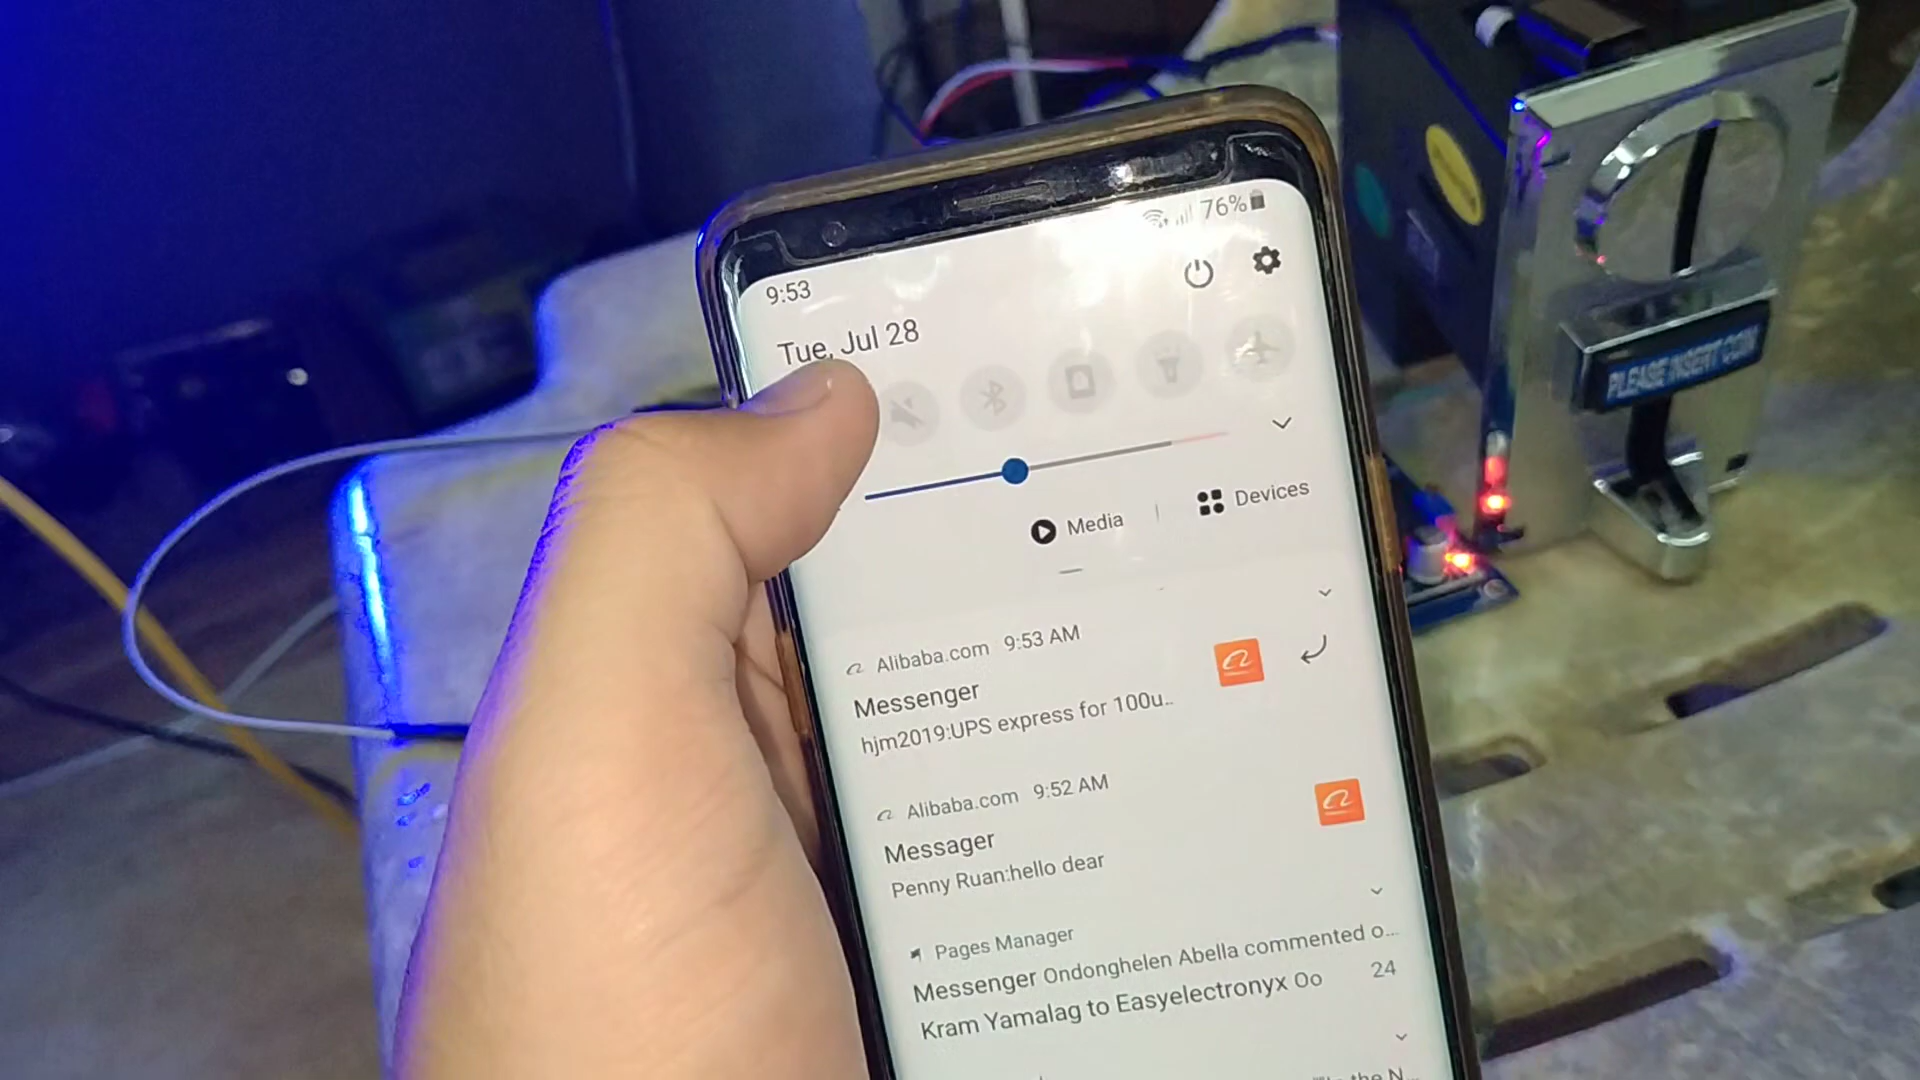 76%
9:53
Tue, Jul 28
Media
Devices
Alibaba.com 9:53 AM
Messenger
hjm2019:UPS express for 100u..
Alibaba.com 9:52 AM
Messager
Penny Ruan:hello dear
Pages Manager
Messenger Ondonghelen Abella commented o...
Kram Yamalag to Easyelectronyx Oo
24
the N...
PLEASE INSERT COIN